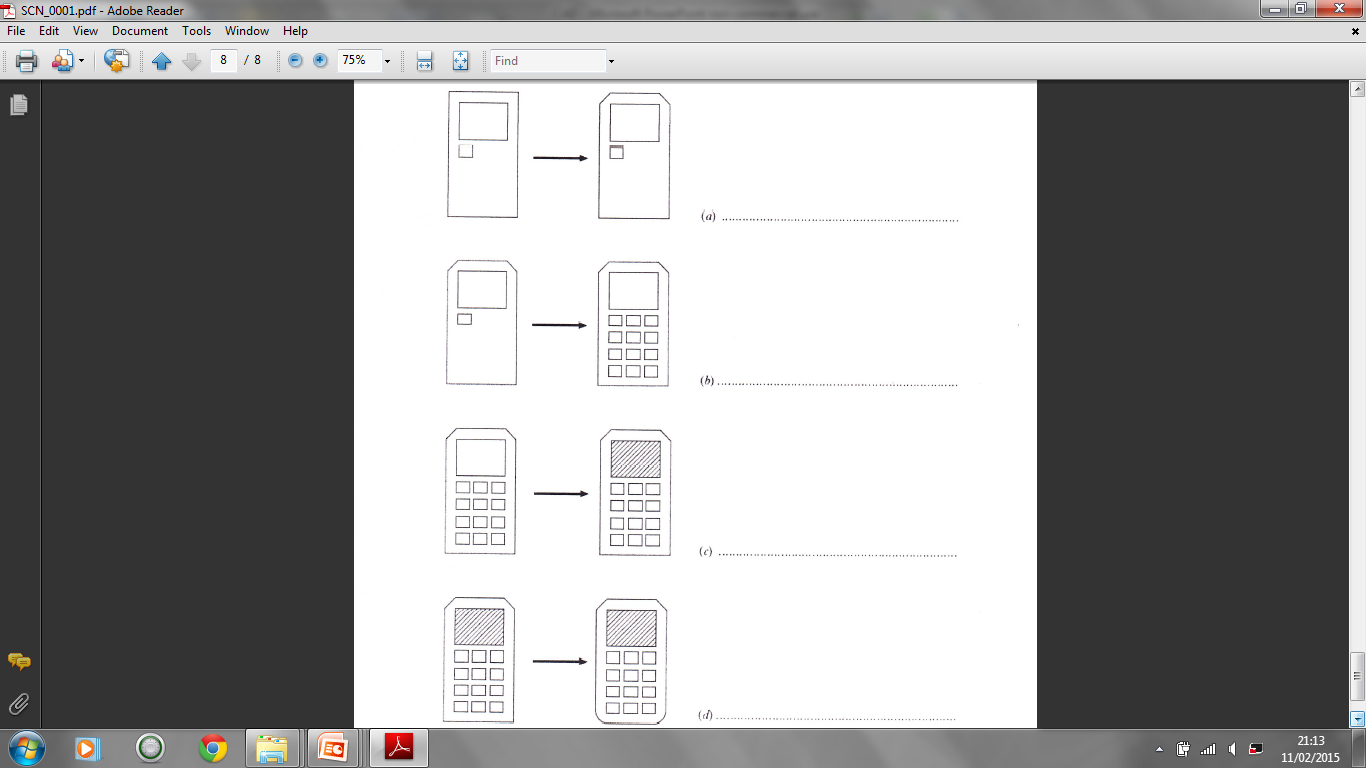 SCN_0001.pdf - Adobe Reader
File Edit View Document Tools Window Help
8 / 8 75% Find
(a) ..........................................................................
(b) ..........................................................................
(c) ..........................................................................
(d) ..........................................................................
21:13
11/02/2015